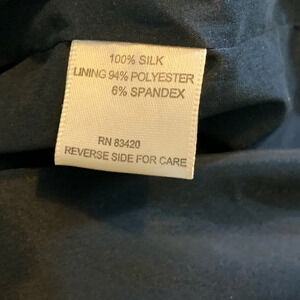 100% SILK
LINING 94% POLYESTER
6% SPANDEX
RN 83420
REVERSE SIDE FOR CARE